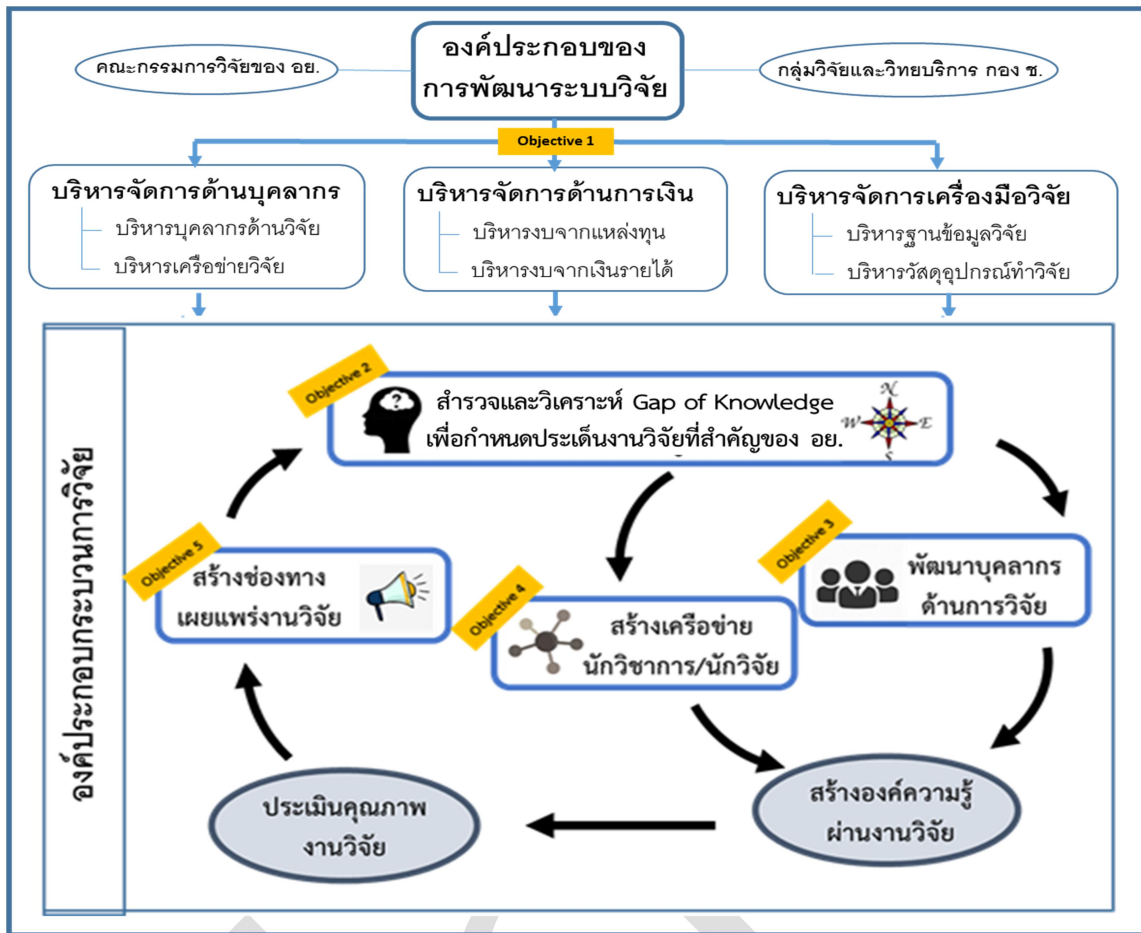 องค์ประกอบของ
การพัฒนาระบบวิจัย
คณะกรรมการวิจัยของ อย.
กลุ่มวิจัยและวิทยบริการ กอง ช.
Objective 1
บริหารจัดการด้านบุคลากร
บริหารบุคลากรด้านวิจัย
บริหารเครือข่ายวิจัย
บริหารจัดการด้านการเงิน
บริหารงบจากแหล่งทุน
บริหารงบจากเงินรายได้
บริหารจัดการเครื่องมือวิจัย
บริหารฐานข้อมูลวิจัย
บริหารวัสดุอุปกรณ์ทำวิจัย
องค์ประกอบกระบวนการวิจัย
Objective 2
?
สำรวจและวิเคราะห์ Gap of Knowledge
เพื่อกำหนดประเด็นงานวิจัยที่สำคัญของ อย.
N
W
E
S
Objective 5
สร้างช่องทาง
เผยแพร่งานวิจัย
Objective 4
สร้างเครือข่าย
นักวิชาการ/นักวิจัย
Objective 3
พัฒนาบุคลากร
ด้านการวิจัย
ประเมินคุณภาพ
งานวิจัย
สร้างองค์ความรู้
ผ่านงานวิจัย